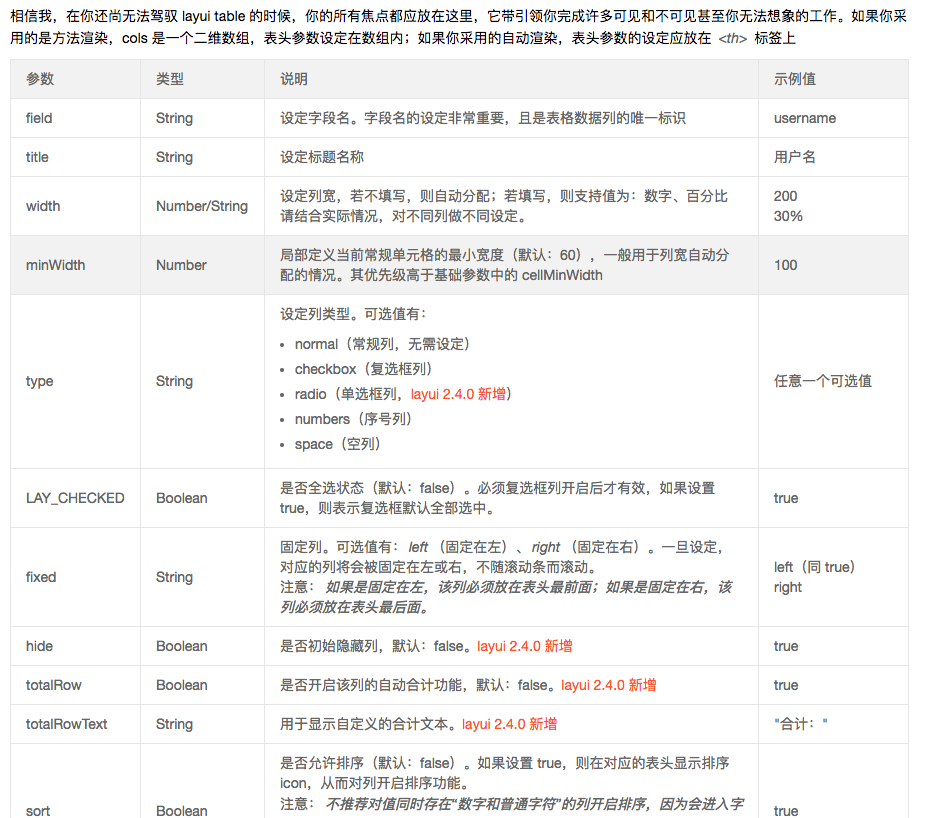 相信我，在你还尚无法驾驭 layui table 的时候，你的所有焦点都应放在这里，它带引领你完成许多可见和不可见甚至你无法想象的工作。如果你采
用的是方法渲染，cols 是一个二维数组，表头参数设定在数组内；如果你采用的自动渲染，表头参数的设定应放在 <th> 标签上
参数 类型 说明 示例值
field String 设定字段名。字段名的设定非常重要，且是表格数据列的唯一标识 username
title String 设定标题名称 用户名
width Number/String 设定列宽，若不填写，则自动分配；若填写，则支持值为：数字、百分比 200
请结合实际情况，对不同列做不同设定。 30%
minWidth Number 局部定义当前常规单元格的最小宽度（默认：60），一般用于列宽自动分 100
配的情况。其优先级高于基础参数中的 cellMinWidth
type String 设定列类型。可选值有： 任意一个可选值
• normal（常规列，无需设定）
• checkbox（复选框列）
• radio（单选框列，layui 2.4.0 新增）
• numbers（序号列）
• space（空列）
LAY_CHECKED Boolean 是否全选状态（默认：false）。必须复选框列开启后才有效，如果设置 true
true，则表示复选框默认全部选中。
fixed String 固定列。可选值有： left （固定在左）、right （固定在右）。一旦设定， left（同 true）
对应的列将会被固定在左或右，不随滚动条而滚动。 right
注意： 如果是固定在左，该列必须放在表头最前面；如果是固定在右，该
列必须放在表头最后面。
hide Boolean 是否初始隐藏列，默认：false。layui 2.4.0 新增 true
totalRow Boolean 是否开启该列的自动合计功能，默认：false。layui 2.4.0 新增 true
totalRowText String 用于显示自定义的合计文本。layui 2.4.0 新增 "合计："
sort Boolean 是否允许排序（默认：false）。如果设置 true，则在对应的表头显示排序 true
icon，从而对列开启排序功能。
注意： 不推荐对值同时存在“数字和普通字符”的列开启排序，因为会进入字